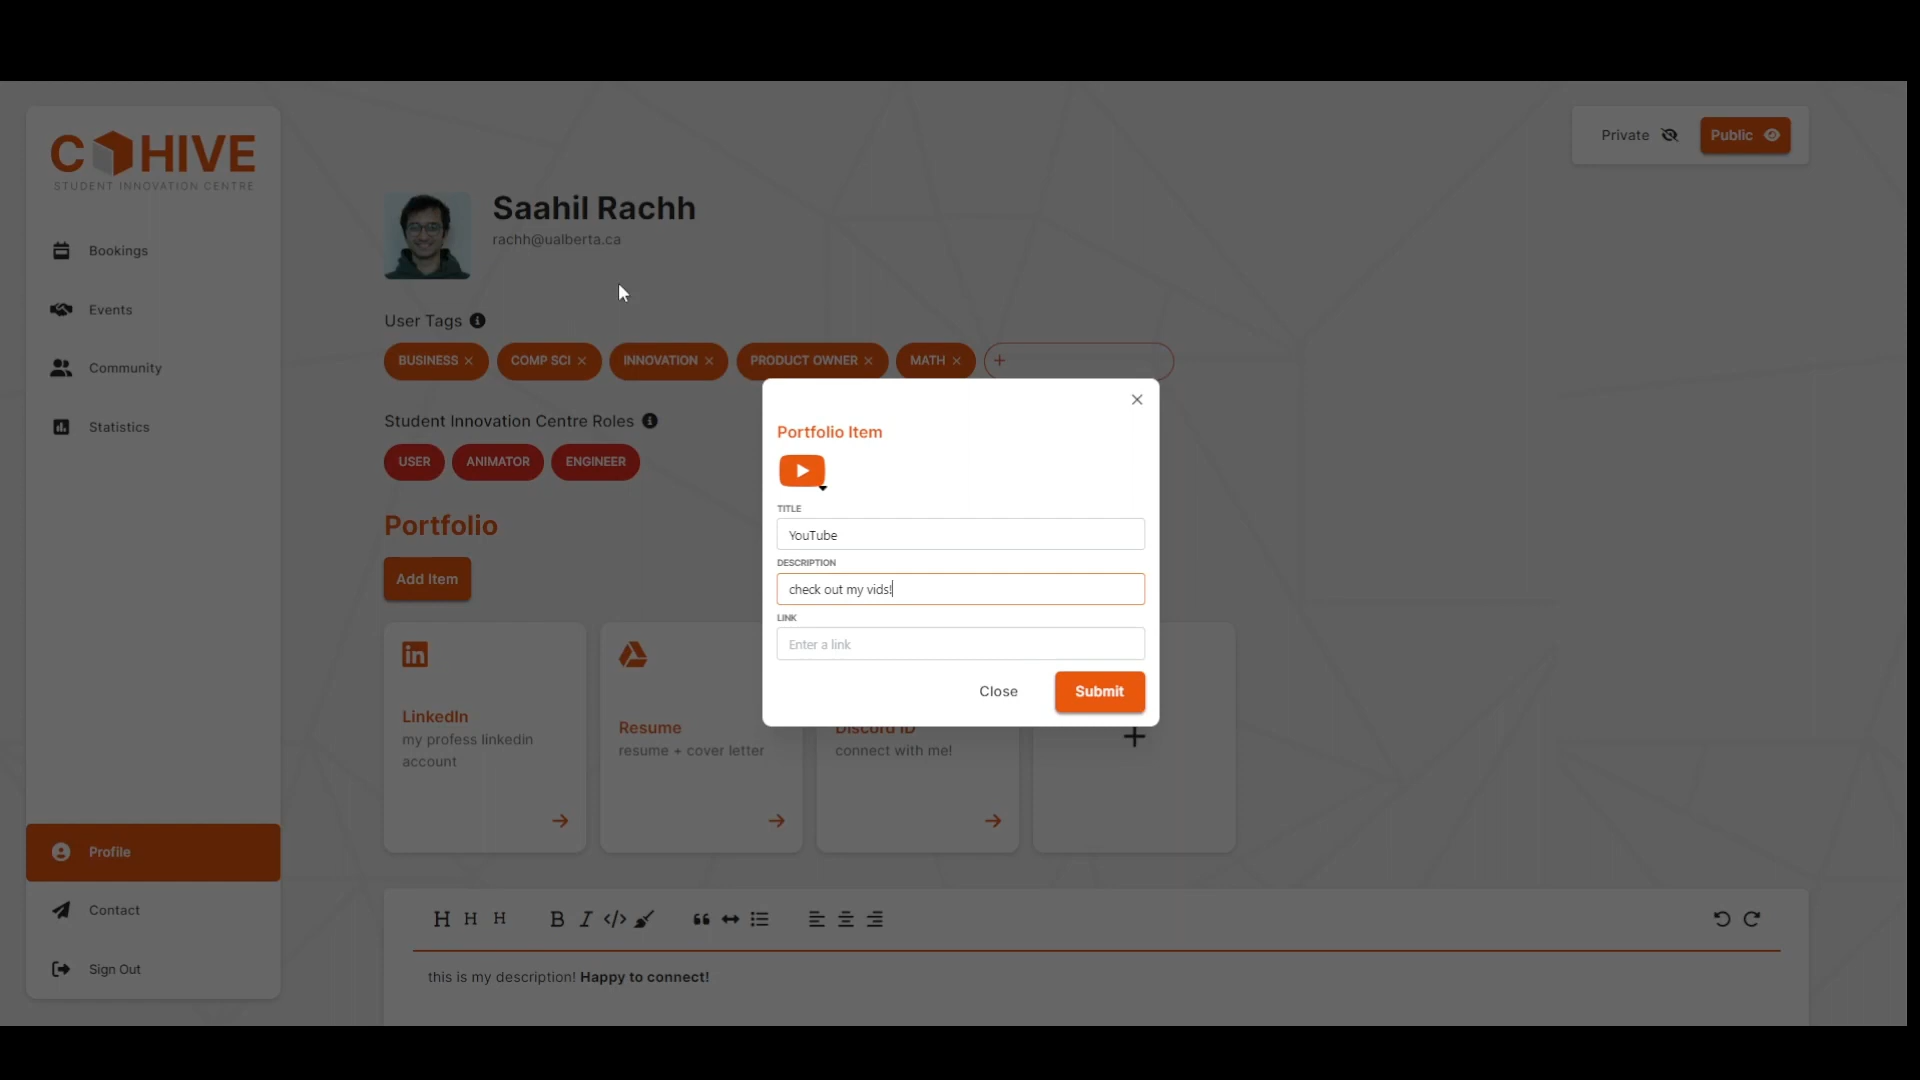 C HIVE
STUDENT INNOVATION CENTRE
Bookings
Events
Community
Statistics
Profile
Contact
Sign Out
Private
Public
Saahil Rachh
rachh@ualberta.ca
User Tags
BUSINESS × COMP SCI × INNOVATION × PRODUCT OWNER × MATH × +
Student Innovation Centre Roles
USER ANIMATOR ENGINEER
Portfolio
Add Item
LinkedIn
my profess linkedin
account
Resume
resume + cover letter
Discord ID
connect with me!
+
Portfolio Item
TITLE
YouTube
DESCRIPTION
check out my vids!
LINK
Enter a link
Close
Submit
H H H B I </>
this is my description! Happy to connect!